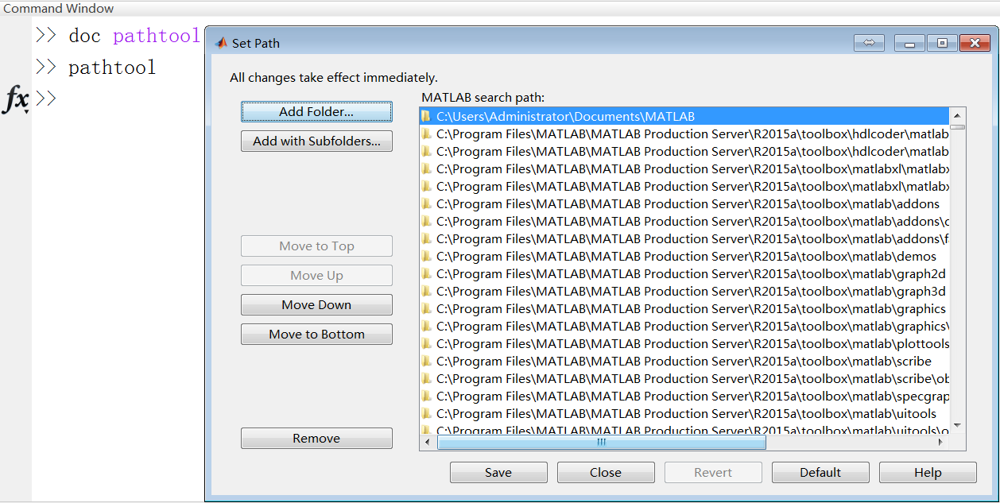 Command Window
>> doc pathtool
>> pathtool
fx >>
Set Path
All changes take effect immediately.
Add Folder...
Add with Subfolders...
Move to Top
Move Up
Move Down
Move to Bottom
Remove
MATLAB search path:
C:\Users\Administrator\Documents\MATLAB
C:\Program Files\MATLAB\MATLAB Production Server\R2015a\toolbox\hdlcoder\matlab
C:\Program Files\MATLAB\MATLAB Production Server\R2015a\toolbox\hdlcoder\matlab
C:\Program Files\MATLAB\MATLAB Production Server\R2015a\toolbox\matlabxl\matlabx
C:\Program Files\MATLAB\MATLAB Production Server\R2015a\toolbox\matlabxl\matlabx
C:\Program Files\MATLAB\MATLAB Production Server\R2015a\toolbox\matlab\addons
C:\Program Files\MATLAB\MATLAB Production Server\R2015a\toolbox\matlab\addons\c
C:\Program Files\MATLAB\MATLAB Production Server\R2015a\toolbox\matlab\addons\f
C:\Program Files\MATLAB\MATLAB Production Server\R2015a\toolbox\matlab\demos
C:\Program Files\MATLAB\MATLAB Production Server\R2015a\toolbox\matlab\graph2d
C:\Program Files\MATLAB\MATLAB Production Server\R2015a\toolbox\matlab\graph3d
C:\Program Files\MATLAB\MATLAB Production Server\R2015a\toolbox\matlab\graphics
C:\Program Files\MATLAB\MATLAB Production Server\R2015a\toolbox\matlab\graphics\
C:\Program Files\MATLAB\MATLAB Production Server\R2015a\toolbox\matlab\plottools
C:\Program Files\MATLAB\MATLAB Production Server\R2015a\toolbox\matlab\scribe
C:\Program Files\MATLAB\MATLAB Production Server\R2015a\toolbox\matlab\scribe\ob
C:\Program Files\MATLAB\MATLAB Production Server\R2015a\toolbox\matlab\specgrap
C:\Program Files\MATLAB\MATLAB Production Server\R2015a\toolbox\matlab\uitools
C:\Program Files\MATLAB\MATLAB Production Server\R2015a\toolbox\matlab\uitools\o
Save
Close
Revert
Default
Help